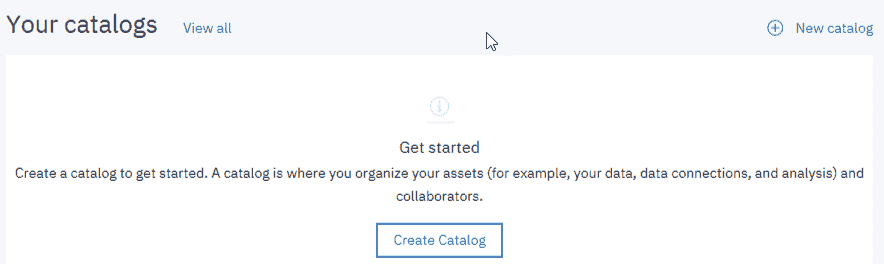 Your catalogs View all New catalog
Get started
Create a catalog to get started. A catalog is where you organize your assets (for example, your data, data connections, and analysis) and
collaborators.
Create Catalog